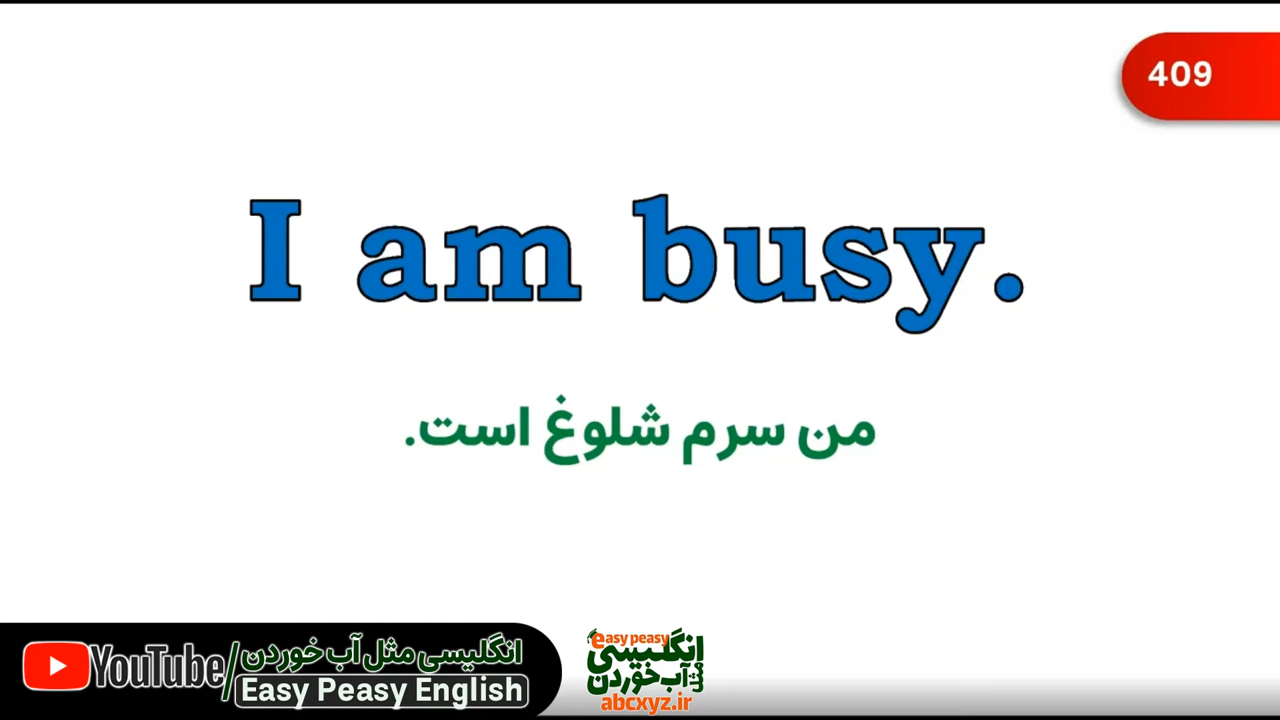 409
I am busy.
من سرم شلوغ است.
YouTube/انگلیسی مثل آب خوردن
Easy Peasy English
easy peasy
انگلیسی
مثل آب خوردن
abcxyz.ir